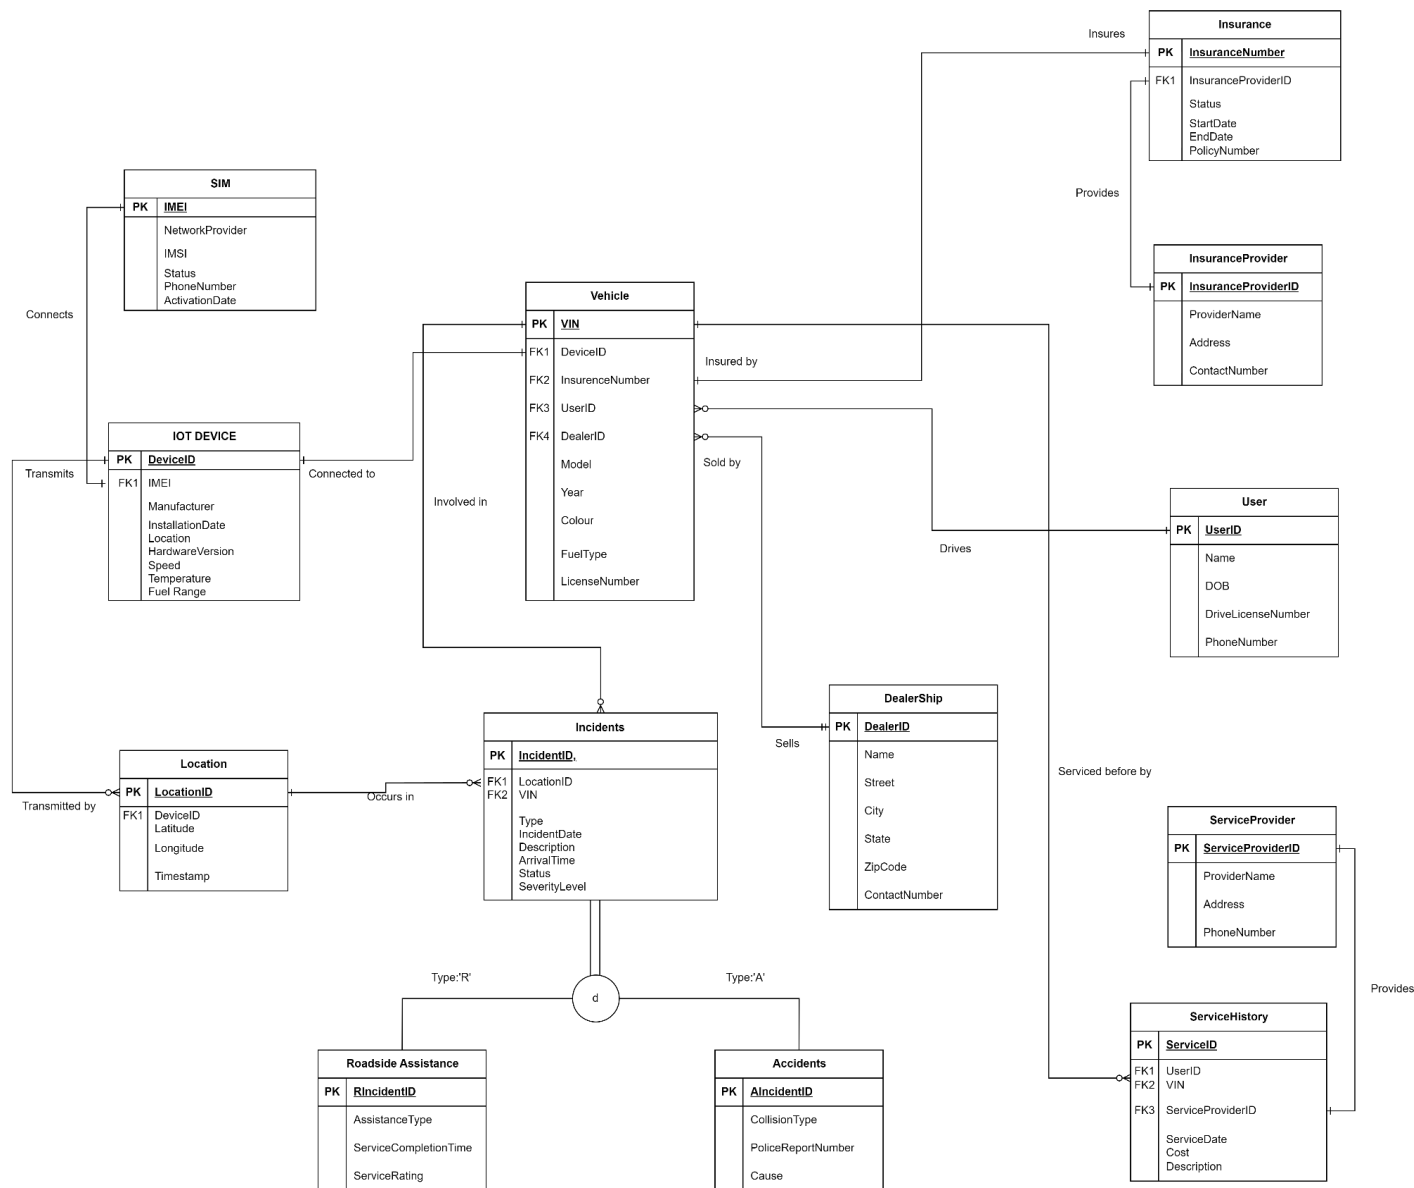 Insurance
PK InsuranceNumber
FK1 InsuranceProviderID
Status
StartDate
EndDate
PolicyNumber
Insures
Provides
InsuranceProvider
PK InsuranceProviderID
ProviderName
Address
ContactNumber
SIM
PK IMEI
NetworkProvider
IMSI
Status
PhoneNumber
ActivationDate
Connects
Vehicle
PK VIN
FK1 DeviceID
FK2 InsurenceNumber
FK3 UserID
FK4 DealerID
Model
Year
Colour
FuelType
LicenseNumber
Insured by
Sold by
IOT DEVICE
PK DeviceID
FK1 IMEI
Manufacturer
InstallationDate
Location
HardwareVersion
Speed
Temperature
Fuel Range
Transmits
Connected to
Involved in
User
PK UserID
Name
DOB
DriveLicenseNumber
PhoneNumber
Drives
DealerShip
PK DealerID
Name
Street
City
State
ZipCode
ContactNumber
Sells
Serviced before by
Incidents
PK IncidentID,
FK1 LocationID
FK2 VIN
Type
IncidentDate
Description
ArrivalTime
Status
SeverityLevel
Location
PK LocationID
FK1 DeviceID
Latitude
Longitude
Timestamp
Transmitted by
Occurs in
ServiceProvider
PK ServiceProviderID
ProviderName
Address
PhoneNumber
Provides
Type:'R'
d
Type:'A'
Roadside Assistance
PK RIncidentID
AssistanceType
ServiceCompletionTime
ServiceRating
Accidents
PK AIncidentID
CollisionType
PoliceReportNumber
Cause
ServiceHistory
PK ServiceID
FK1 UserID
FK2 VIN
FK3 ServiceProviderID
ServiceDate
Cost
Description